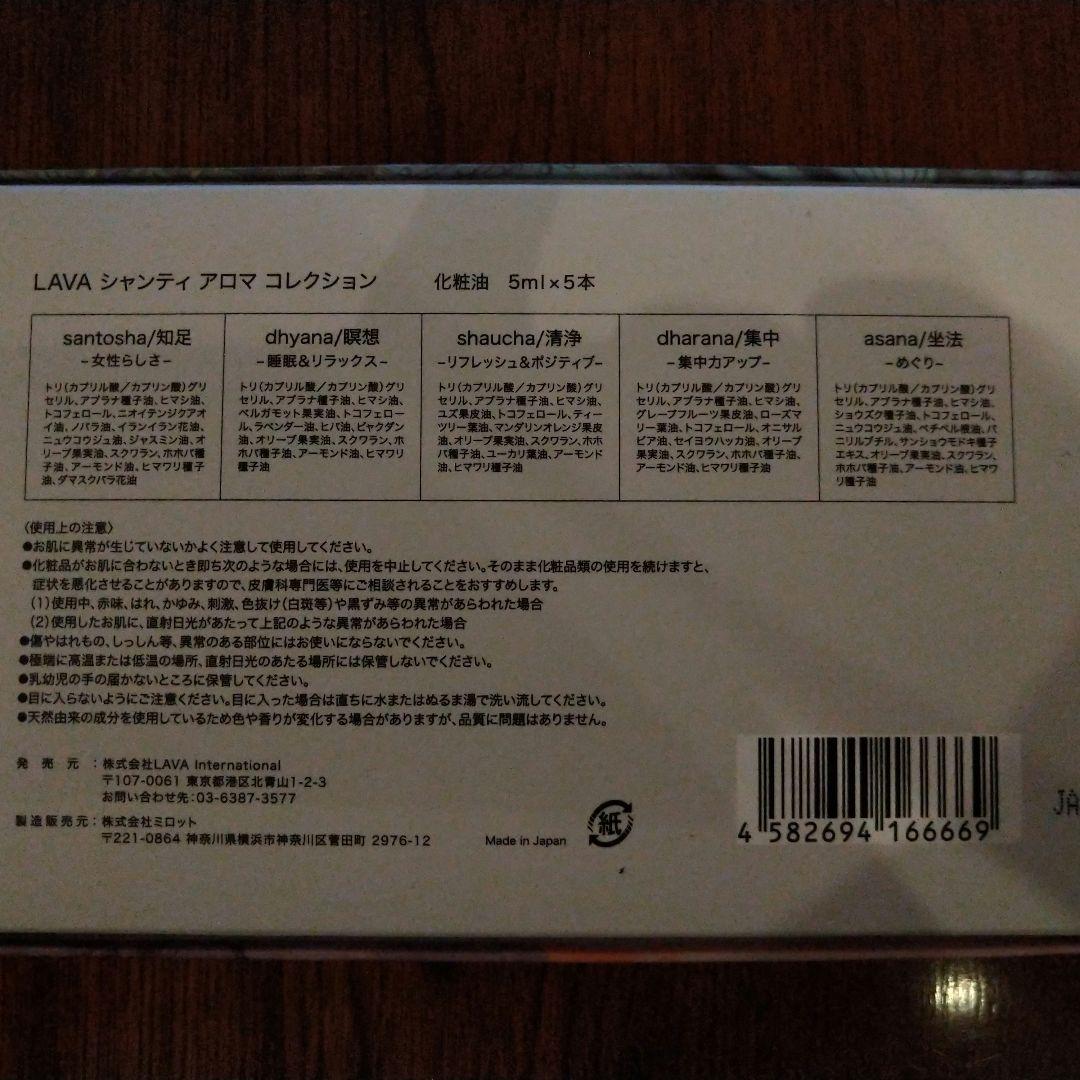 LAVA シャンティ アロマ コレクション　化粧油　5ml×5本
santosha/知足
−女性らしさ−
トリ(カプリル酸／カプリン酸)グリ
セリル、アブラナ種子油、ヒマシ油、
トコフェロール、ニオイテンジクアオ
イ油、ノバラ油、イランイラン花油、
ニュウコウジュ油、ジャスミン油、オ
リーブ果実油、スクワラン、ホホバ種
子油、アーモンド油、ヒマワリ種子
油、ダマスクバラ花油
dhyana/瞑想
−睡眠&リラックス−
トリ(カプリル酸／カプリン酸)グリ
セリル、アブラナ種子油、ヒマシ油、
ベルガモット果実油、トコフェロー
ル、ラベンダー油、ヒバ油、ビャクダン
油、オリーブ果実油、スクワラン、ホ
ホバ種子油、アーモンド油、ヒマワリ
種子油
shaucha/清浄
−リフレッシュ&ポジティブ−
トリ(カプリル酸／カプリン酸)グリ
セリル、アブラナ種子油、ヒマシ油、
ユズ果皮油、トコフェロール、ティー
ツリー葉油、マンダリンオレンジ果皮
油、オリーブ果実油、スクワラン、ホホ
バ種子油、ユーカリ葉油、アーモンド
油、ヒマワリ種子油
dharana/集中
−集中力アップ−
トリ(カプリル酸／カプリン酸)グリ
セリル、アブラナ種子油、ヒマシ油、
グレープフルーツ果皮油、ローズマ
リー葉油、トコフェロール、オニサル
ビア油、セイヨウハッカ油、オリーブ
果実油、スクワラン、ホホバ種子油、
アーモンド油、ヒマワリ種子油
asana/坐法
−めぐり−
トリ(カプリル酸／カプリン酸)グリ
セリル、アブラナ種子油、ヒマシ油、
ショウズク種子油、トコフェロール、
ニュウコウジュ油、ベチベル根油、バ
ニリルブチル、サンショウモドキ種子
エキス、オリーブ果実油、スクワラン、
ホホバ種子油、アーモンド油、ヒマワ
リ種子油
〈使用上の注意〉
●お肌に異常が生じていないかよく注意して使用してください。
●化粧品がお肌に合わないとき即ち次のような場合には、使用を中止してください。そのまま化粧品類の使用を続けますと、
症状を悪化させることがありますので、皮膚科専門医等にご相談されることをおすすめします。
(1)使用中、赤味、はれ、かゆみ、刺激、色抜け(白斑等)や黒ずみ等の異常があらわれた場合
(2)使用したお肌に、直射日光があたって上記のような異常があらわれた場合
●傷やはれもの、しっしん等、異常のある部位にはお使いにならないでください。
●極端に高温または低温の場所、直射日光のあたる場所には保管しないでください。
●乳幼児の手の届かないところに保管してください。
●目に入らないようにご注意ください。目に入った場合は直ちに水またはぬるま湯で洗い流してください。
●天然由来の成分を使用しているため色や香りが変化する場合がありますが、品質に問題はありません。
発売元：株式会社LAVA International
〒107-0061 東京都港区北青山1-2-3
お問い合わせ先：03-6387-3577
製造販売元：株式会社ミロット
〒221-0864 神奈川県横浜市神奈川区菅田町 2976-12
Made in Japan
紙
4 582694 166669
JA